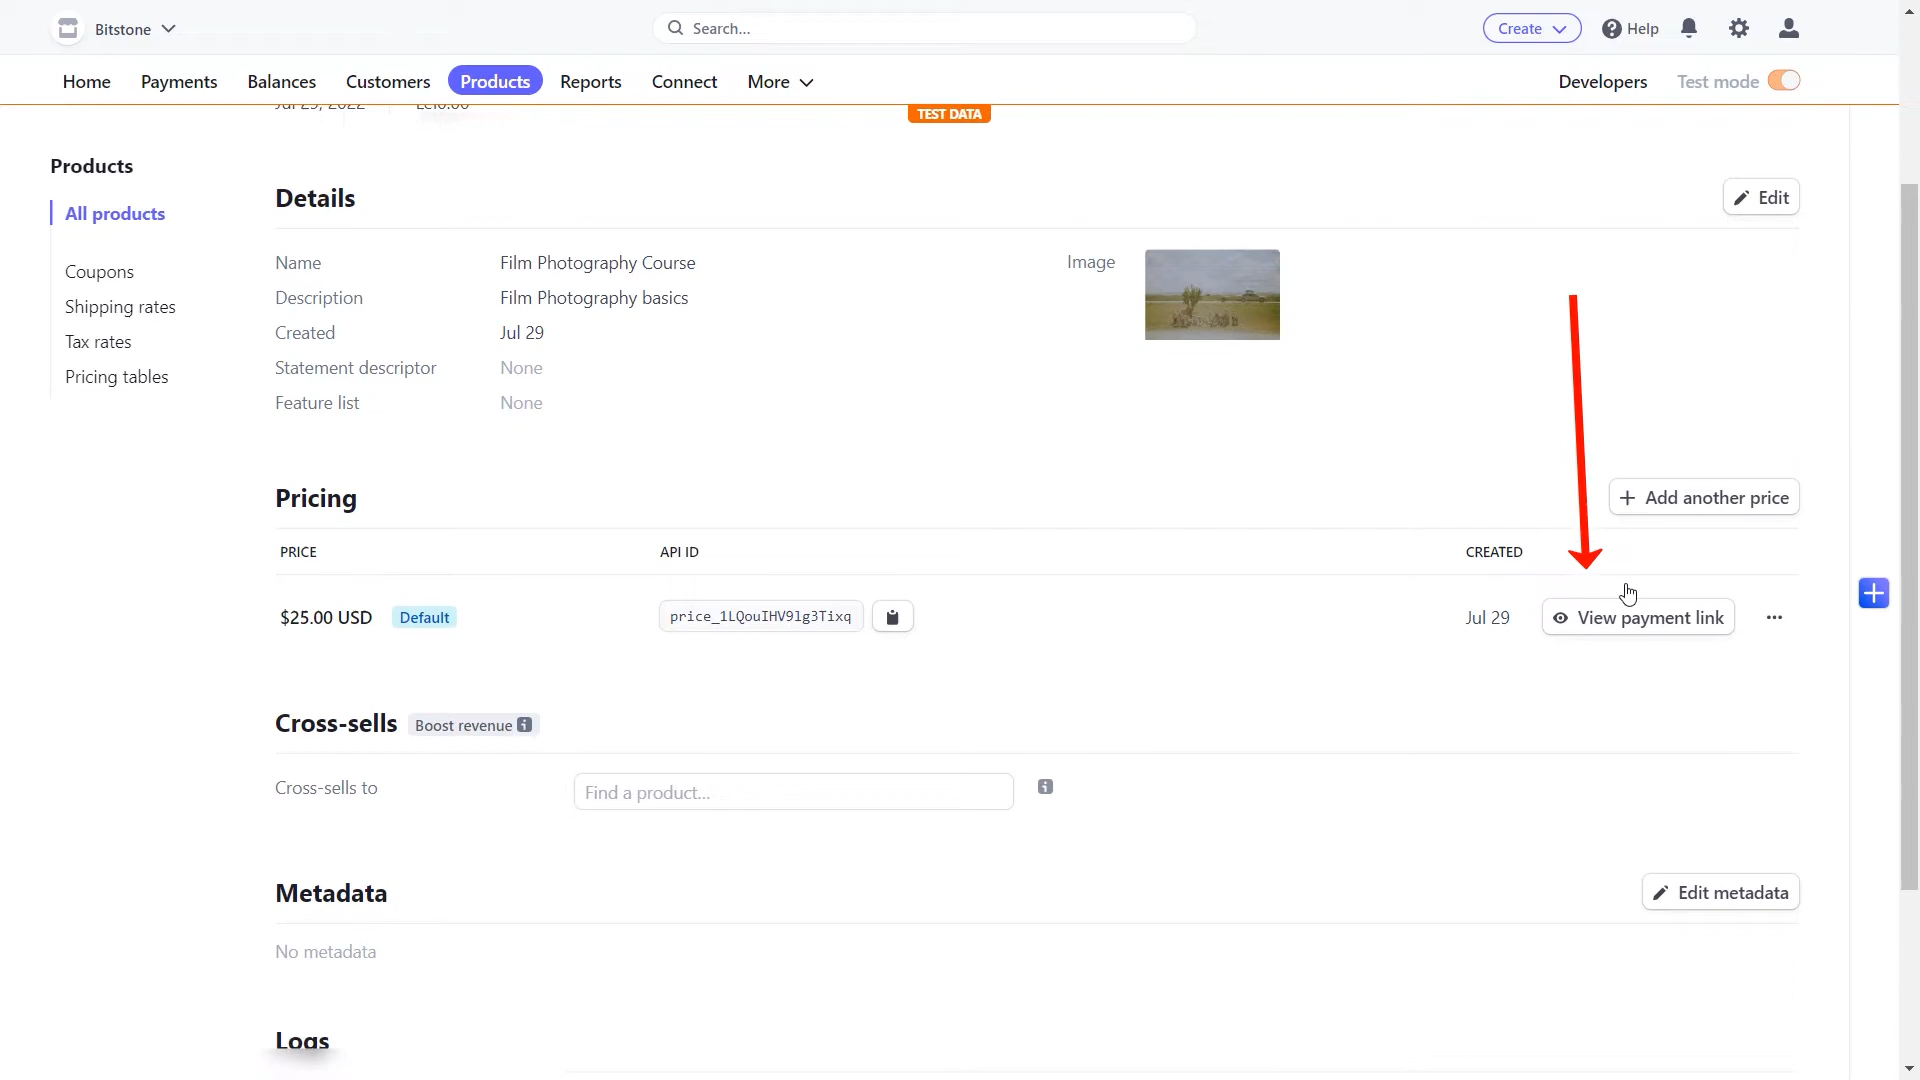 Bitstone
Search...
Create
Help
Home Payments Balances Customers Products Reports Connect More
Developers Test mode
Jul 29, 2022
TEST DATA
Products
All products
Coupons
Shipping rates
Tax rates
Pricing tables
Details
Edit
Name Film Photography Course
Description Film Photography basics
Created Jul 29
Statement descriptor None
Feature list None
Image
Pricing
+ Add another price
PRICE API ID CREATED
$25.00 USD Default price_1LQouIHV9lg3Tixq Jul 29 View payment link
Cross-sells Boost revenue
Cross-sells to Find a product...
Metadata
Edit metadata
No metadata
Logs